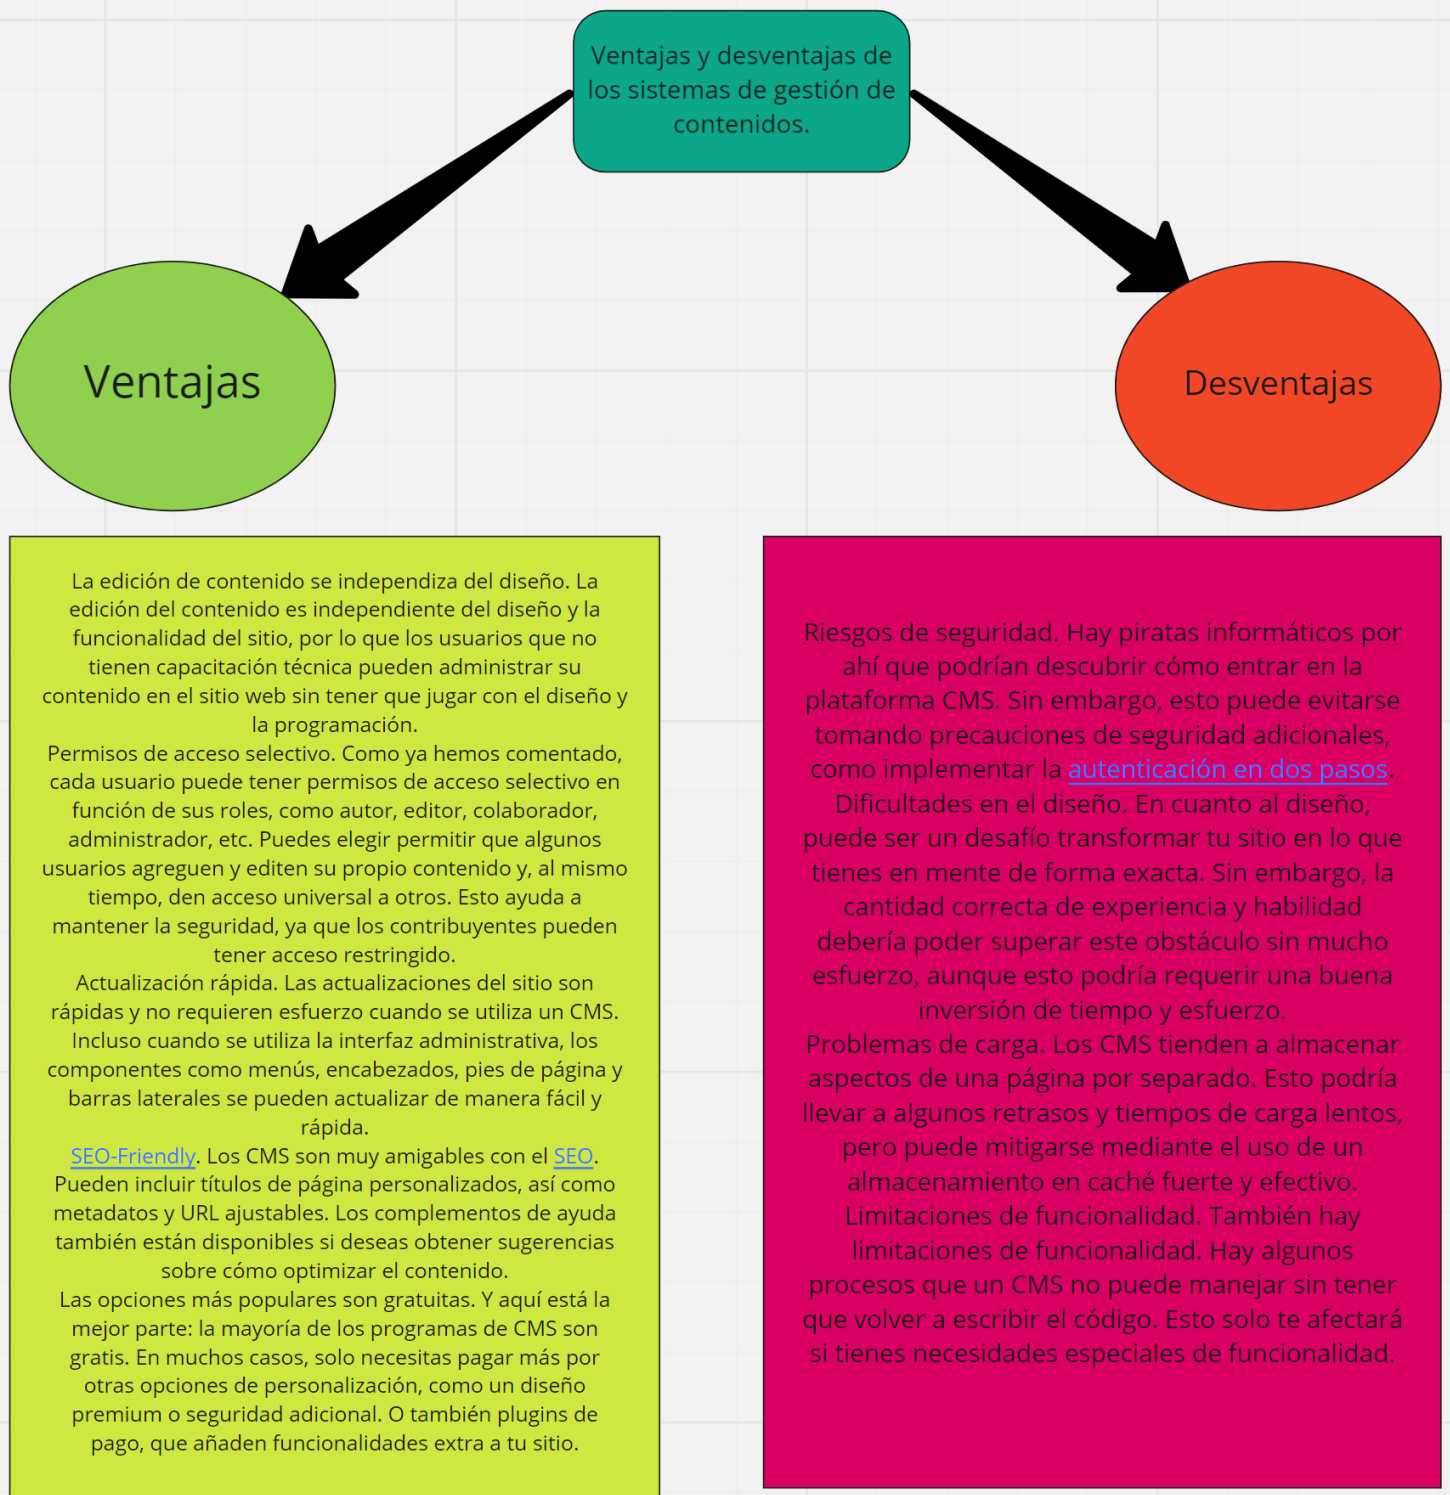 Ventajas y desventajas de
los sistemas de gestión de
contenidos.
Ventajas
Desventajas
La edición de contenido se independiza del diseño. La
edición del contenido es independiente del diseño y la
funcionalidad del sitio, por lo que los usuarios que no
tienen capacitación técnica pueden administrar su
contenido en el sitio web sin tener que jugar con el diseño y
la programación.
Permisos de acceso selectivo. Como ya hemos comentado,
cada usuario puede tener permisos de acceso selectivo en
función de sus roles, como autor, editor, colaborador,
administrador, etc. Puedes elegir permitir que algunos
usuarios agreguen y editen su propio contenido y, al mismo
tiempo, den acceso universal a otros. Esto ayuda a
mantener la seguridad, ya que los contribuyentes pueden
tener acceso restringido.
Actualización rápida. Las actualizaciones del sitio son
rápidas y no requieren esfuerzo cuando se utiliza un CMS.
Incluso cuando se utiliza la interfaz administrativa, los
componentes como menús, encabezados, pies de página y
barras laterales se pueden actualizar de manera fácil y
rápida.
SEO-Friendly. Los CMS son muy amigables con el SEO.
Pueden incluir títulos de página personalizados, así como
metadatos y URL ajustables. Los complementos de ayuda
también están disponibles si deseas obtener sugerencias
sobre cómo optimizar el contenido.
Las opciones más populares son gratuitas. Y aquí está la
mejor parte: la mayoría de los programas de CMS son
gratis. En muchos casos, solo necesitas pagar más por
otras opciones de personalización, como un diseño
premium o seguridad adicional. O también plugins de
pago, que añaden funcionalidades extra a tu sitio.
Riesgos de seguridad. Hay piratas informáticos por
ahí que podrían descubrir cómo entrar en la
plataforma CMS. Sin embargo, esto puede evitarse
tomando precauciones de seguridad adicionales,
como implementar la autenticación en dos pasos.
Dificultades en el diseño. En cuanto al diseño,
puede ser un desafío transformar tu sitio en lo que
tienes en mente de forma exacta. Sin embargo, la
cantidad correcta de experiencia y habilidad
debería poder superar este obstáculo sin mucho
esfuerzo, aunque esto podría requerir una buena
inversión de tiempo y esfuerzo.
Problemas de carga. Los CMS tienden a almacenar
aspectos de una página por separado. Esto podría
llevar a algunos retrasos y tiempos de carga lentos,
pero puede mitigarse mediante el uso de un
almacenamiento en caché fuerte y efectivo.
Limitaciones de funcionalidad. También hay
limitaciones de funcionalidad. Hay algunos
procesos que un CMS no puede manejar sin tener
que volver a escribir el código. Esto solo te afectará
si tienes necesidades especiales de funcionalidad.